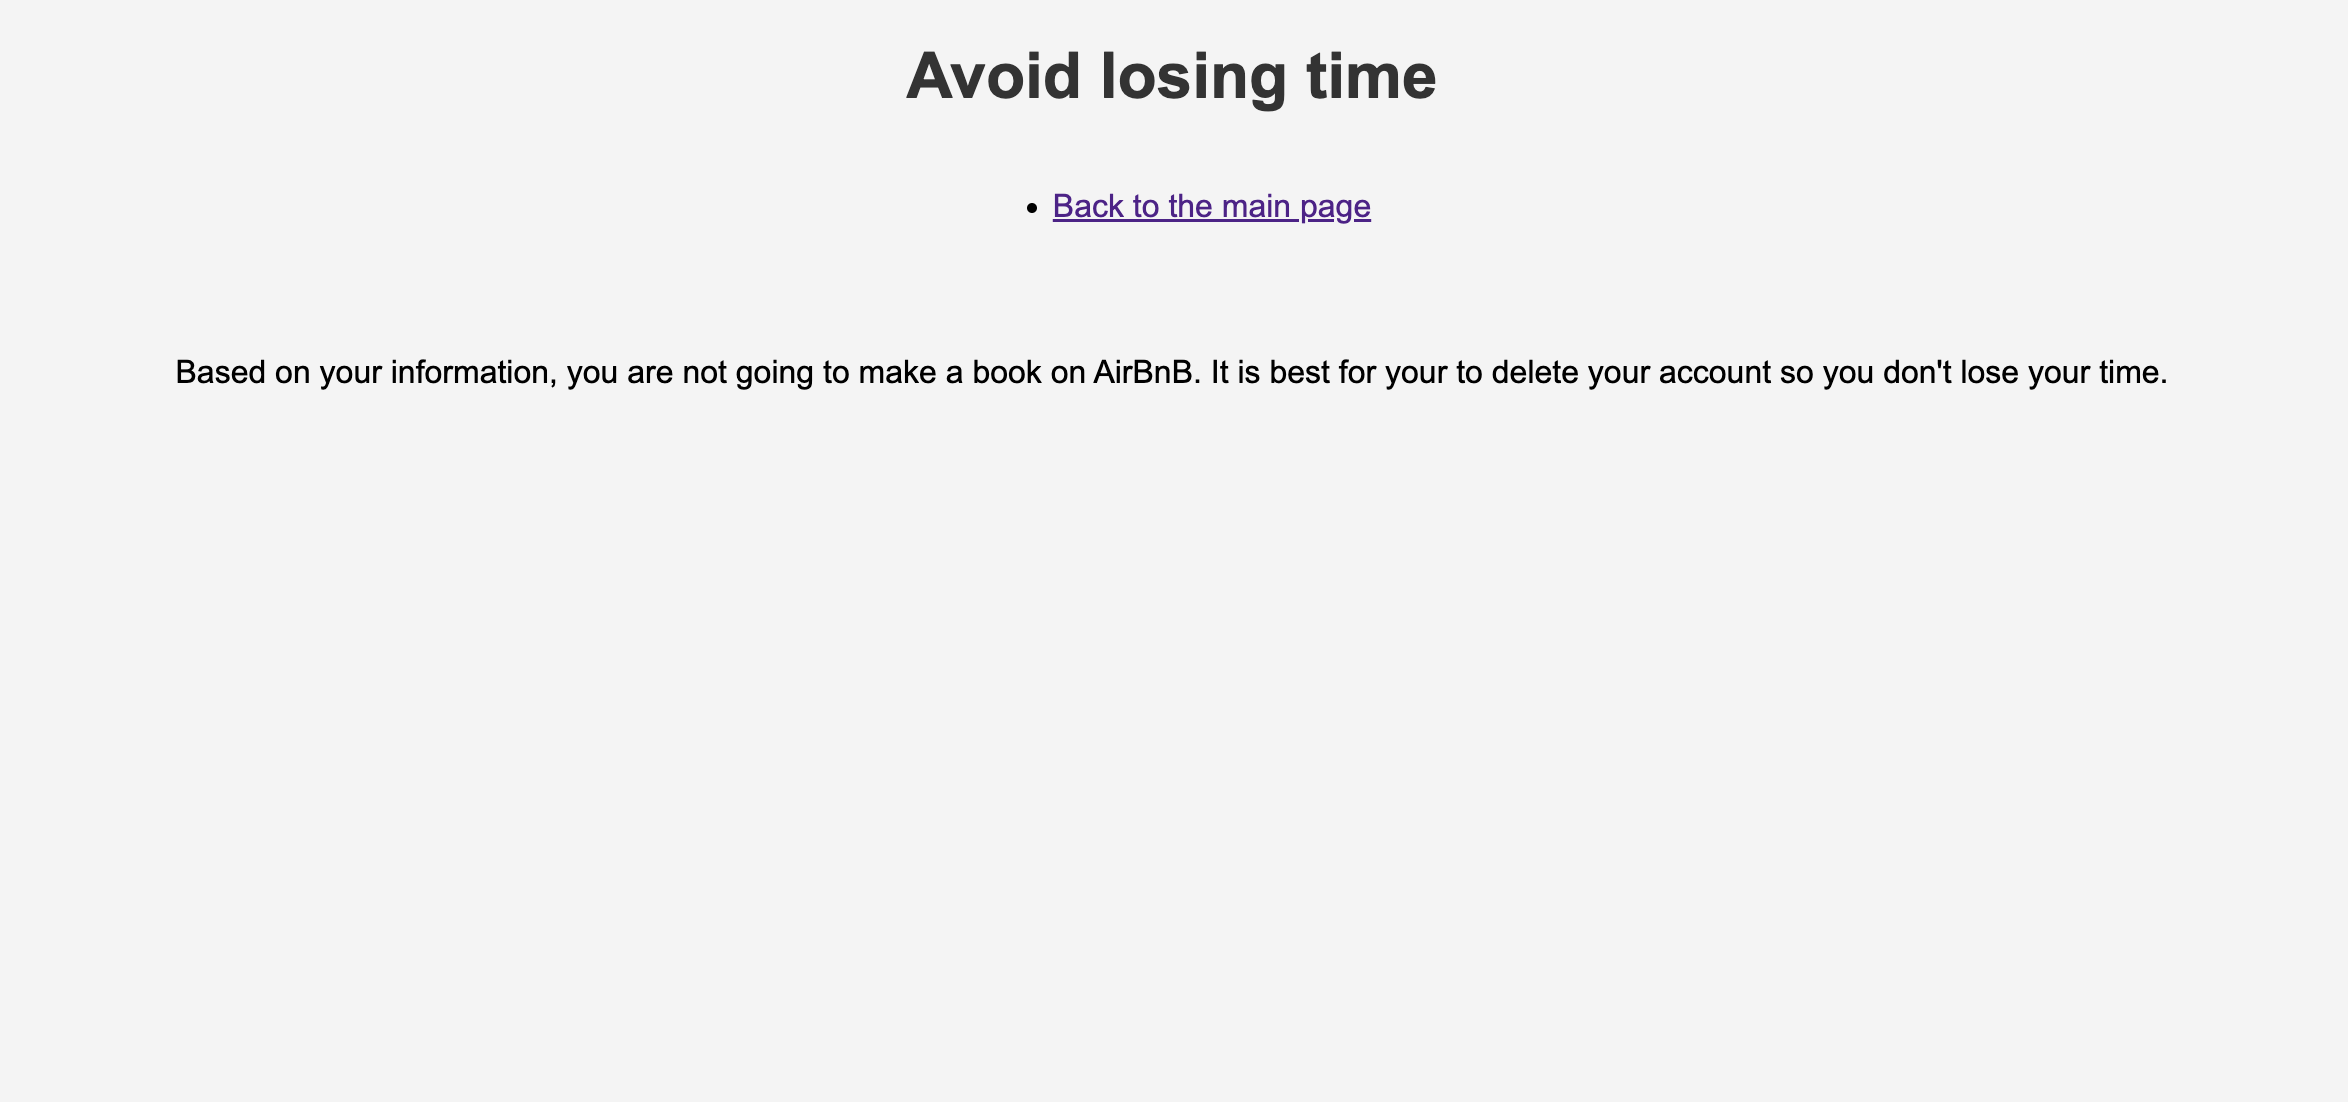 Avoid losing time
Back to the main page
Based on your information, you are not going to make a book on AirBnB. It is best for your to delete your account so you don't lose your time.